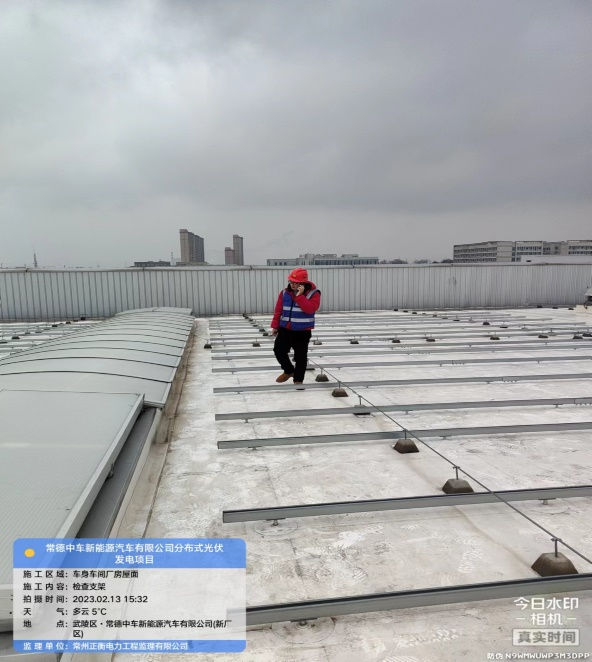 常德中车新能源汽车有限公司分布式光伏
发电项目
施工区域：车身车间厂房屋面
施工内容：检查支架
拍摄时间：2023.02.13 15:32
天气：多云 5℃
地点：武陵区·常德中车新能源汽车有限公司(新厂
区)
监理单位：常州正衡电力工程监理有限公司
今日水印
相机
真实时间
防伪 N9WMWUWP3M3DPP